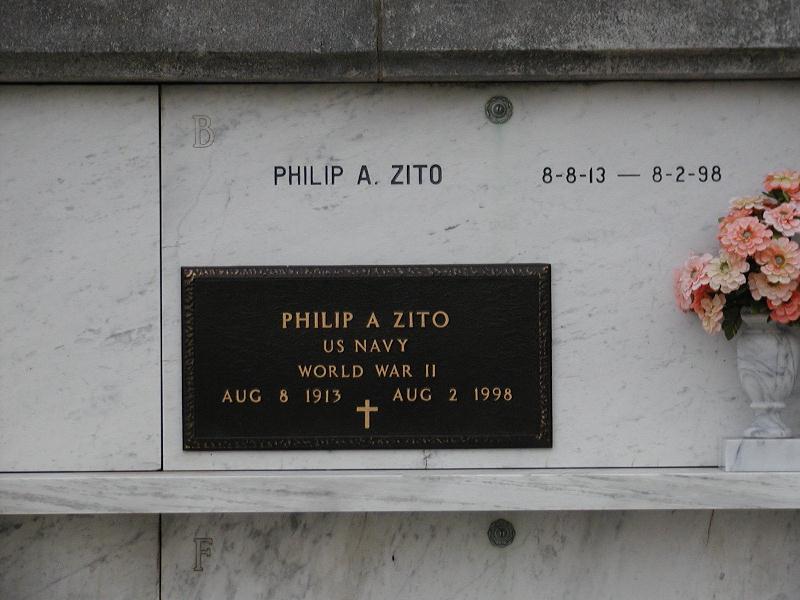 B
PHILIP A. ZITO 8-8-13 — 8-2-98
PHILIP A ZITO
US NAVY
WORLD WAR II
AUG 8 1913 AUG 2 1998
F